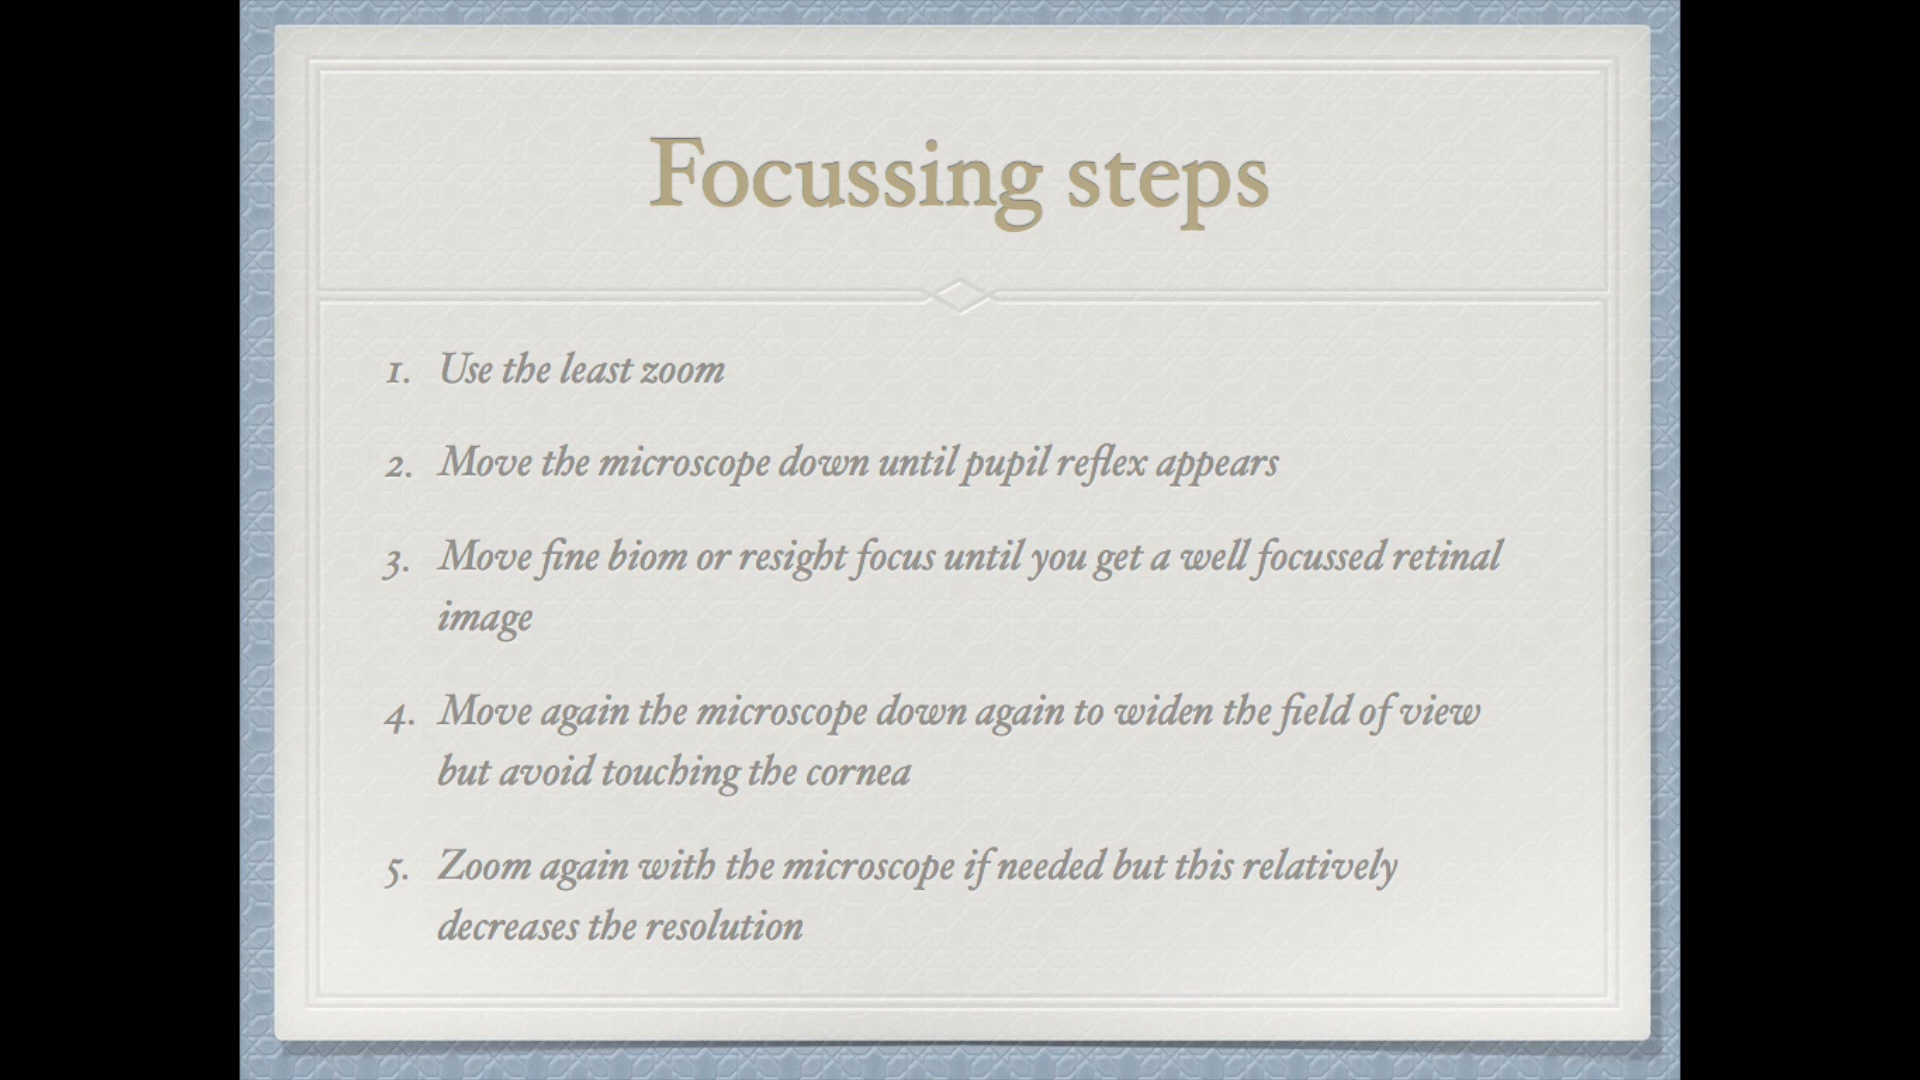 Focussing steps
1. Use the least zoom
2. Move the microscope down until pupil reflex appears
3. Move fine biom or resight focus until you get a well focussed retinal
image
4. Move again the microscope down again to widen the field of view
but avoid touching the cornea
5. Zoom again with the microscope if needed but this relatively
decreases the resolution